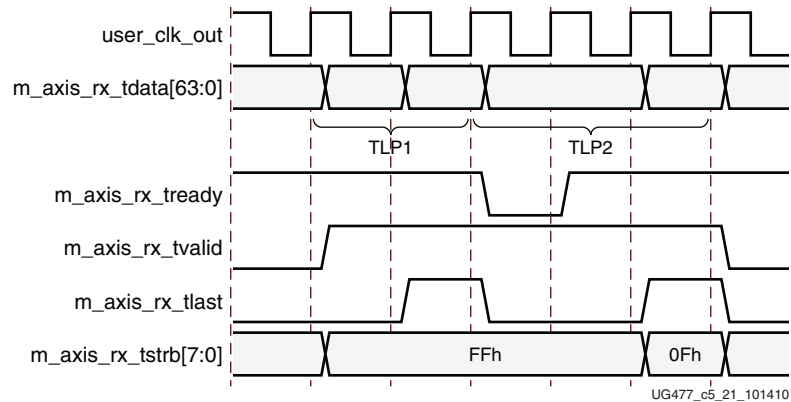 user_clk_out
m_axis_rx_tdata[63:0]
TLP1 TLP2
m_axis_rx_tready
m_axis_rx_tvalid
m_axis_rx_tlast
m_axis_rx_tstrb[7:0] FFh 0Fh
UG477_c5_21_101410